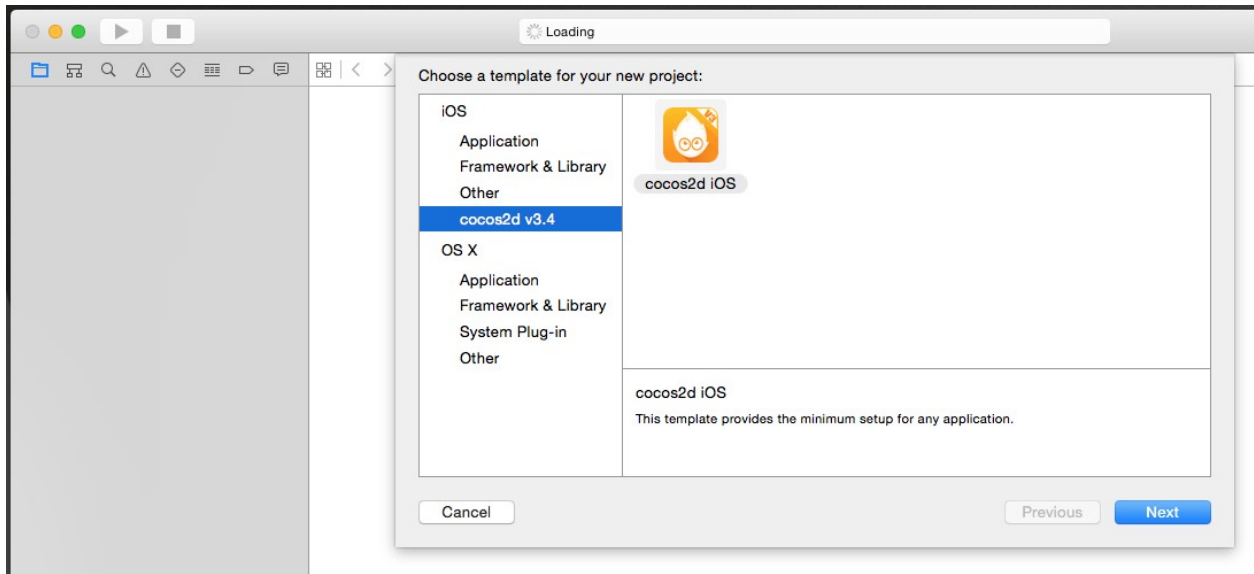 Loading
Choose a template for your new project:
iOS
Application
Framework & Library
Other
cocos2d v3.4
OS X
Application
Framework & Library
System Plug-in
Other
V3
cocos2d iOS
cocos2d iOS
This template provides the minimum setup for any application.
Cancel
Previous
Next